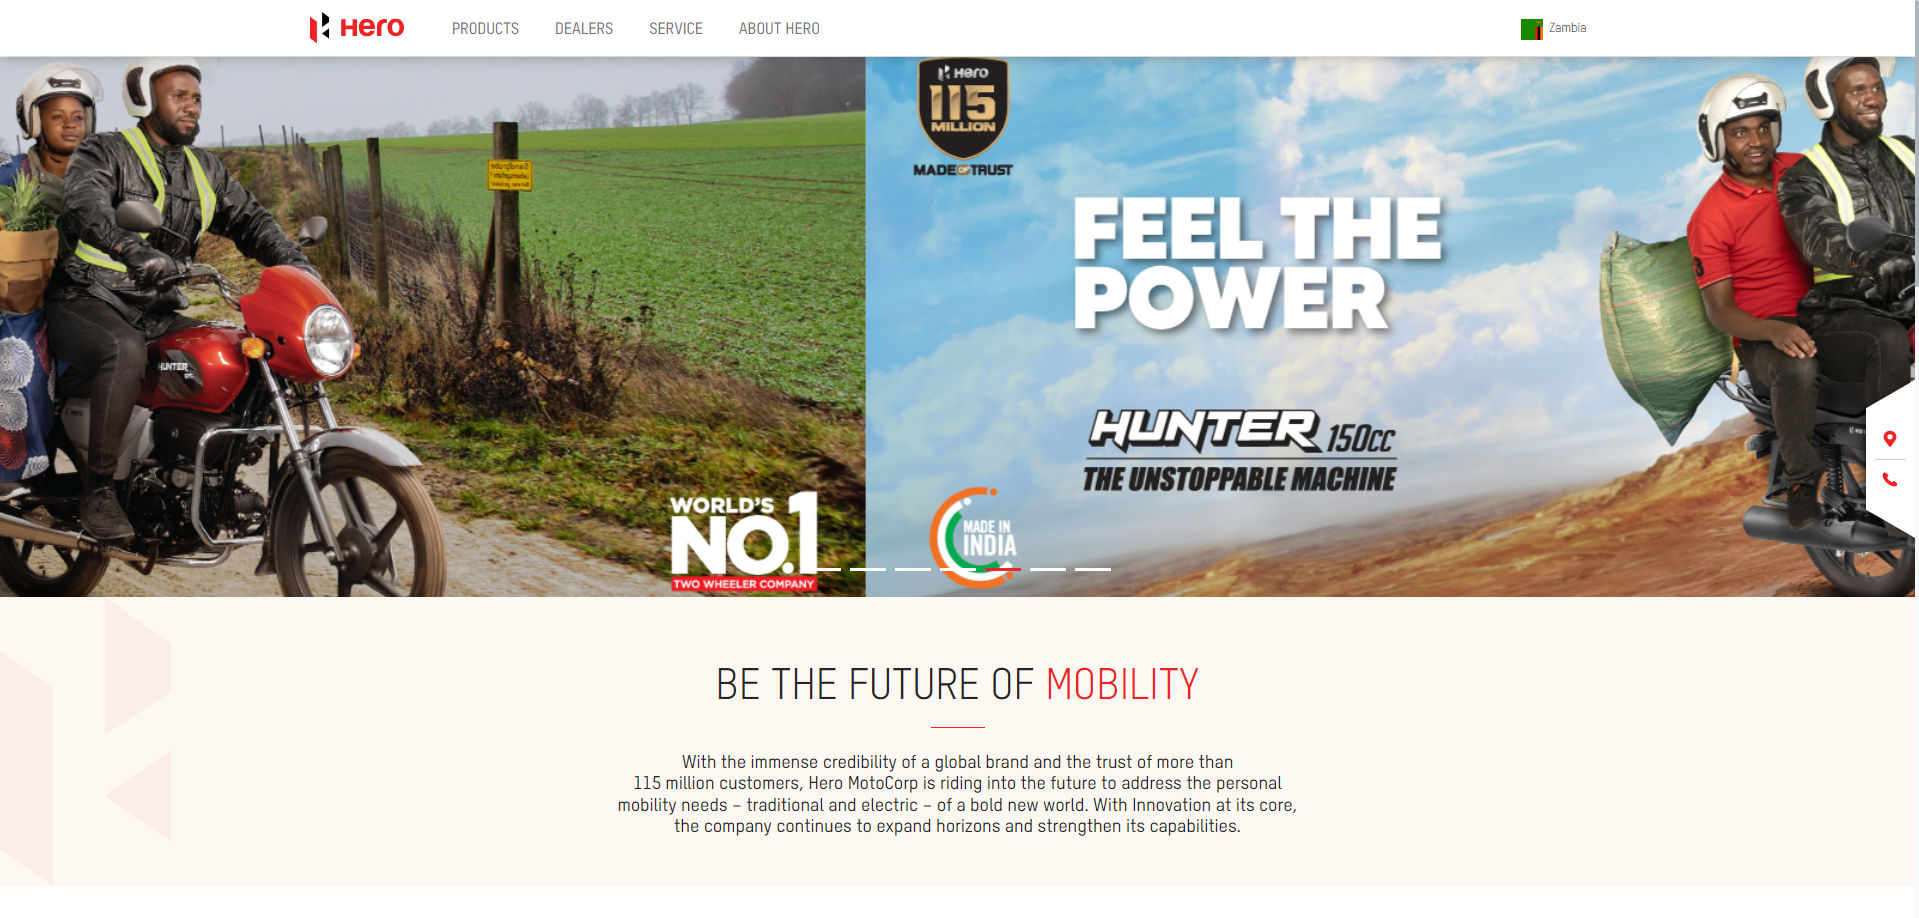 Hero
PRODUCTS
DEALERS
SERVICE
ABOUT HERO
Zambia
HUNTER
WORLD'S
NO.1
TWO WHEELER COMPANY
Hero
115
MILLION
MADE OF TRUST
FEEL THE
POWER
HUNTER 150cc
THE UNSTOPPABLE MACHINE
MADE IN
INDIA
BE THE FUTURE OF MOBILITY
With the immense credibility of a global brand and the trust of more than
115 million customers, Hero MotoCorp is riding into the future to address the personal
mobility needs – traditional and electric – of a bold new world. With Innovation at its core,
the company continues to expand horizons and strengthen its capabilities.